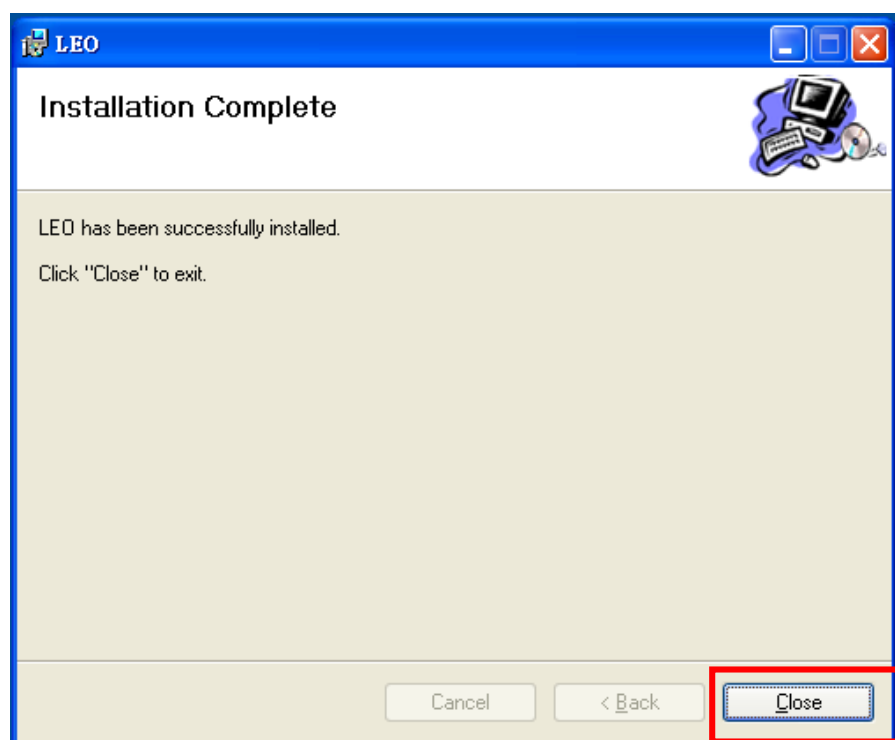 LEO
Installation Complete
LEO has been successfully installed.
Click "Close" to exit.
Cancel
< Back
Close